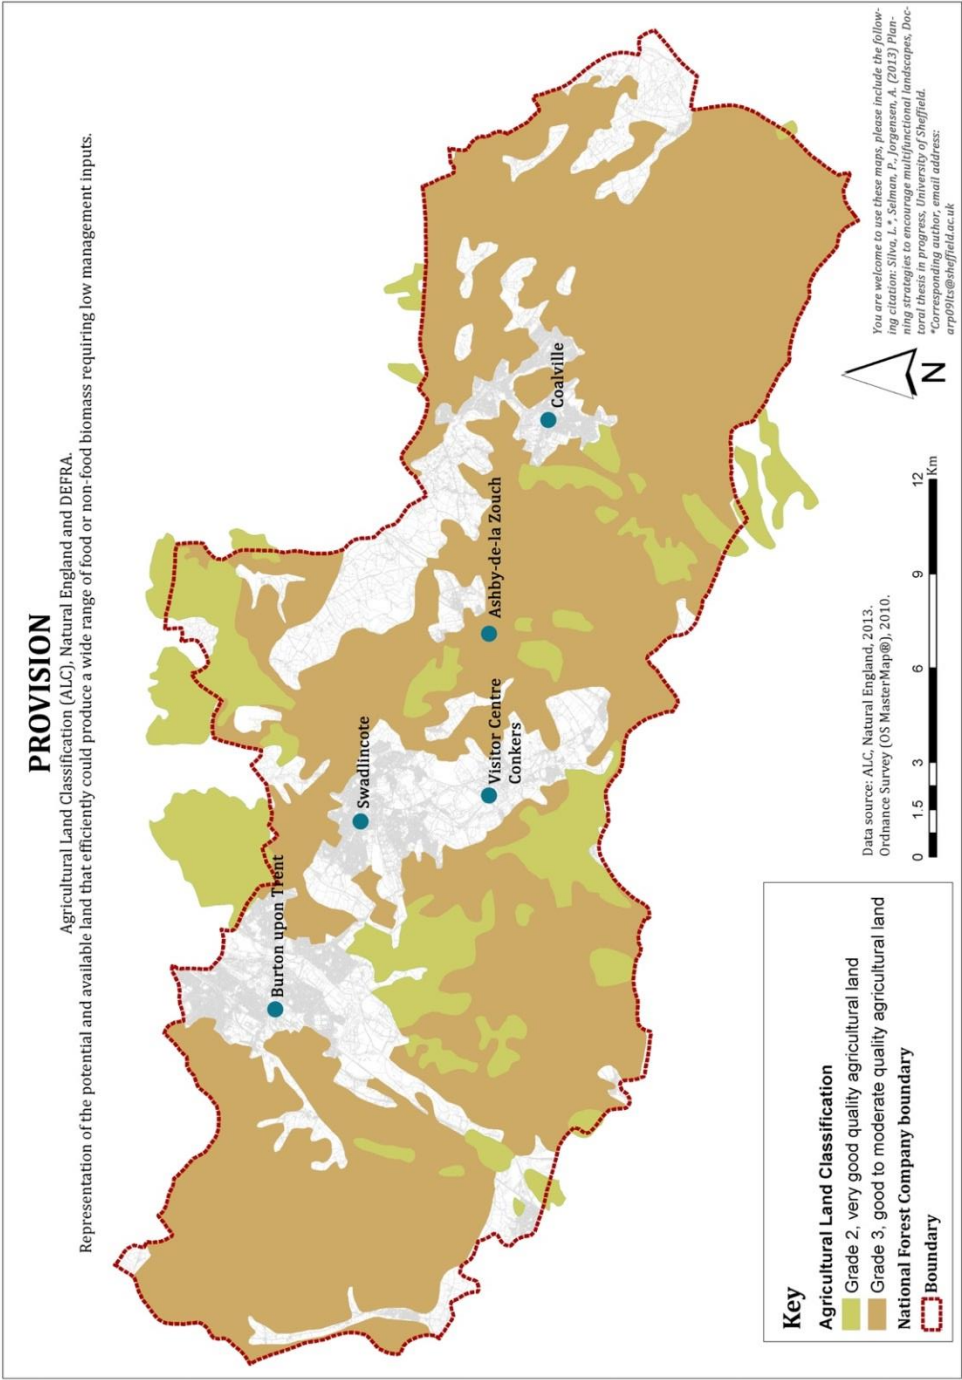 PROVISION
Agricultural Land Classification (ALC), Natural England and DEFRA.
Representation of the potential and available land that efficiently could produce a wide range of food or non-food biomass requiring low management inputs.
Burton upon Trent
Swadlincote
Visitor Centre
Conkers
Ashby-de-la Zouch
Coalville
Key
Agricultural Land Classification
Grade 2, very good quality agricultural land
Grade 3, good to moderate quality agricultural land
National Forest Company boundary
Boundary
Data source: ALC, Natural England, 2013.
Ordnance Survey (OS MasterMap®), 2010.
0 1.5 3 6 9 12
Km
N
You are welcome to use these maps, please include the follow-
ing citation: Silva, L.*, Selman, P., Jorgensen, A. (2013) Plan-
ning strategies to encourage multifunctional landscapes, Doc-
toral thesis in progress, University of Sheffield.
*Corresponding author, email address:
arp09lts@sheffield.ac.uk